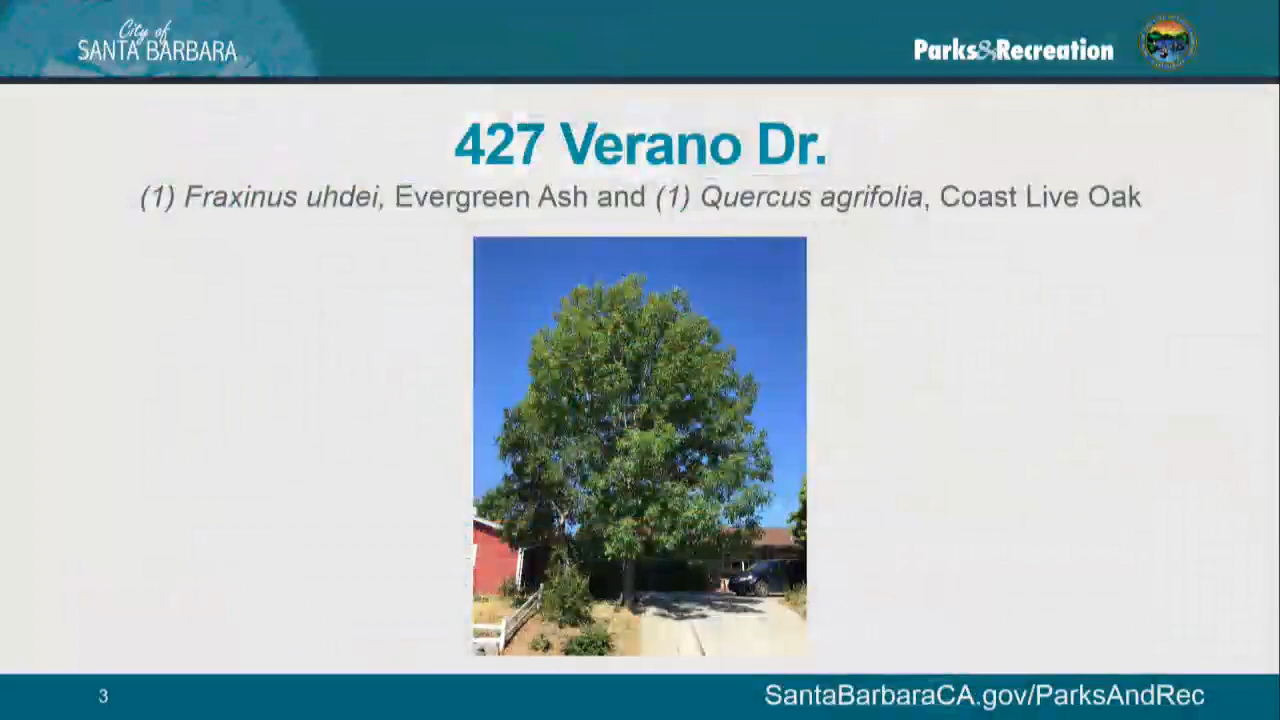 City of
SANTA BARBARA
Parks&Recreation
427 Verano Dr.
(1) Fraxinus uhdei, Evergreen Ash and (1) Quercus agrifolia, Coast Live Oak
3
SantaBarbaraCA.gov/ParksAndRec